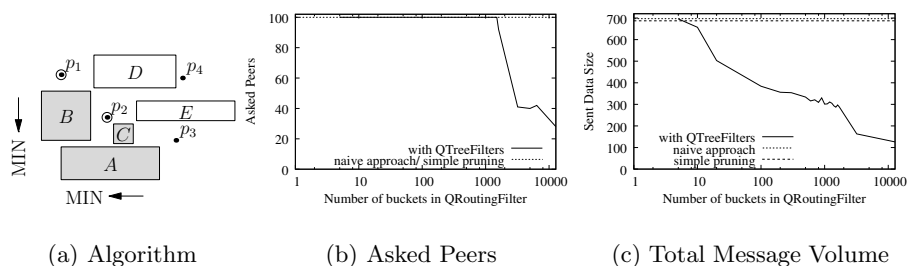 p1
D
p4
B
p2
E
C
p3
A
MIN
MIN
(a) Algorithm
100
80
60
40
20
0
Asked Peers
with QTreeFilters
naive approach/ simple pruning
1
10
100
1000
10000
Number of buckets in QRoutingFilter
(b) Asked Peers
700
600
500
400
300
200
100
0
Sent Data Size
with QTreeFilters
naive approach
simple pruning
1
10
100
1000
10000
Number of buckets in QRoutingFilter
(c) Total Message Volume